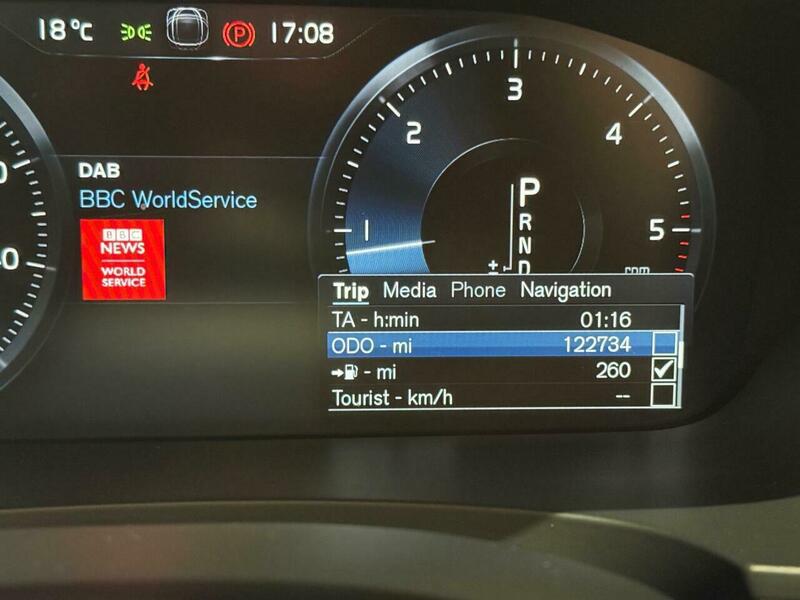 18°C P 17:08
3
2 4
DAB
BBC WorldService
BBC
NEWS
WORLD
SERVICE
P
R
N
D
1 5
rpm
Trip Media Phone Navigation
TA - h:min 01:16
ODO - mi 122734
- mi 260
Tourist - km/h --